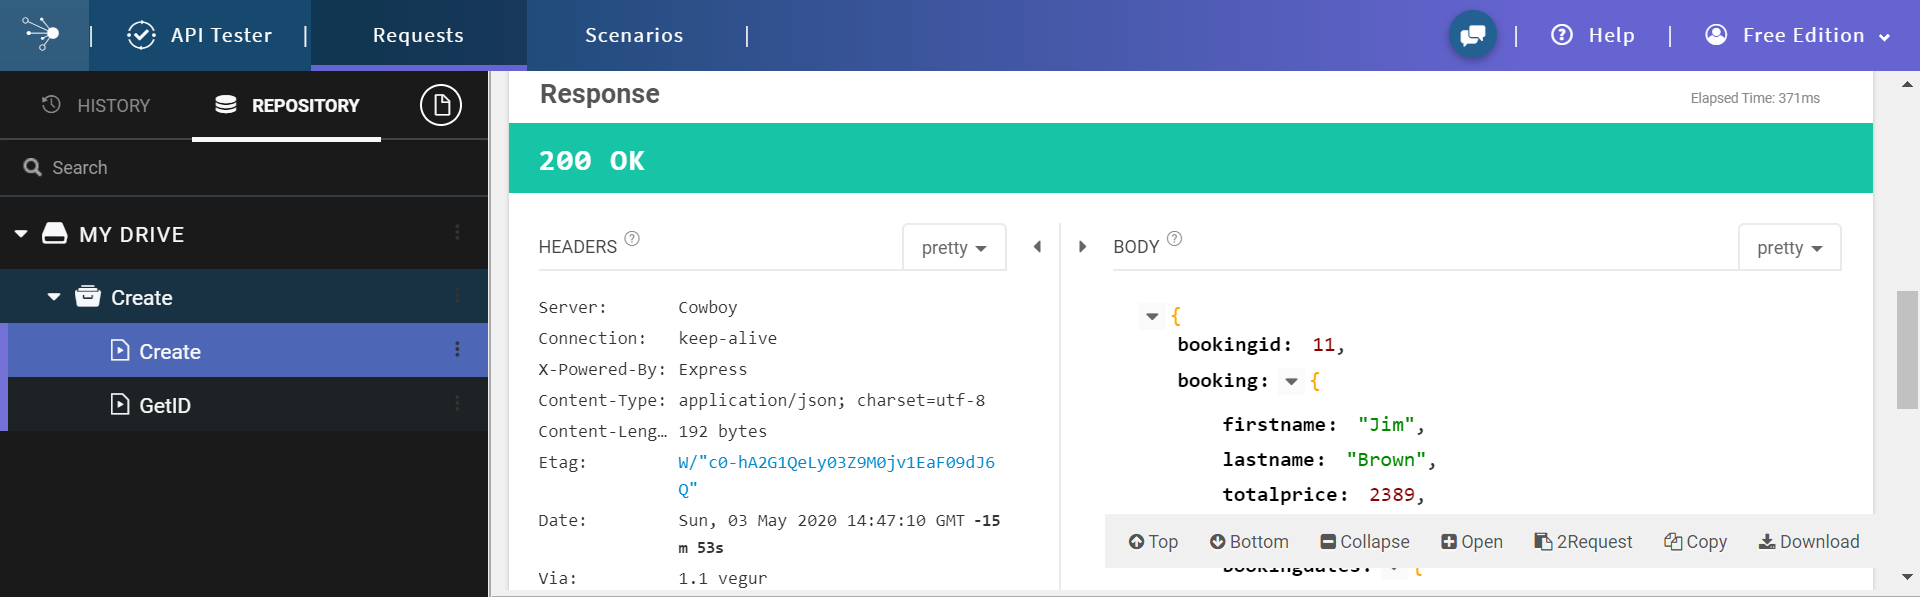 API Tester
Requests
Scenarios
Help
Free Edition
HISTORY
REPOSITORY
Search
MY DRIVE
Create
Create
GetID
Response
Elapsed Time: 371ms
200 OK
HEADERS
pretty
Server: Cowboy
Connection: keep-alive
X-Powered-By: Express
Content-Type: application/json; charset=utf-8
Content-Leng… 192 bytes
Etag: W/"c0-hA2G1QeLy03Z9M0jv1EaF09dJ6
Q"
Date: Sun, 03 May 2020 14:47:10 GMT -15
m 53s
Via: 1.1 vegur
BODY
pretty
{
bookingid: 11,
booking: {
firstname: "Jim",
lastname: "Brown",
totalprice: 2389,
Top Bottom Collapse Open 2Request Copy Download
bookingdates: {